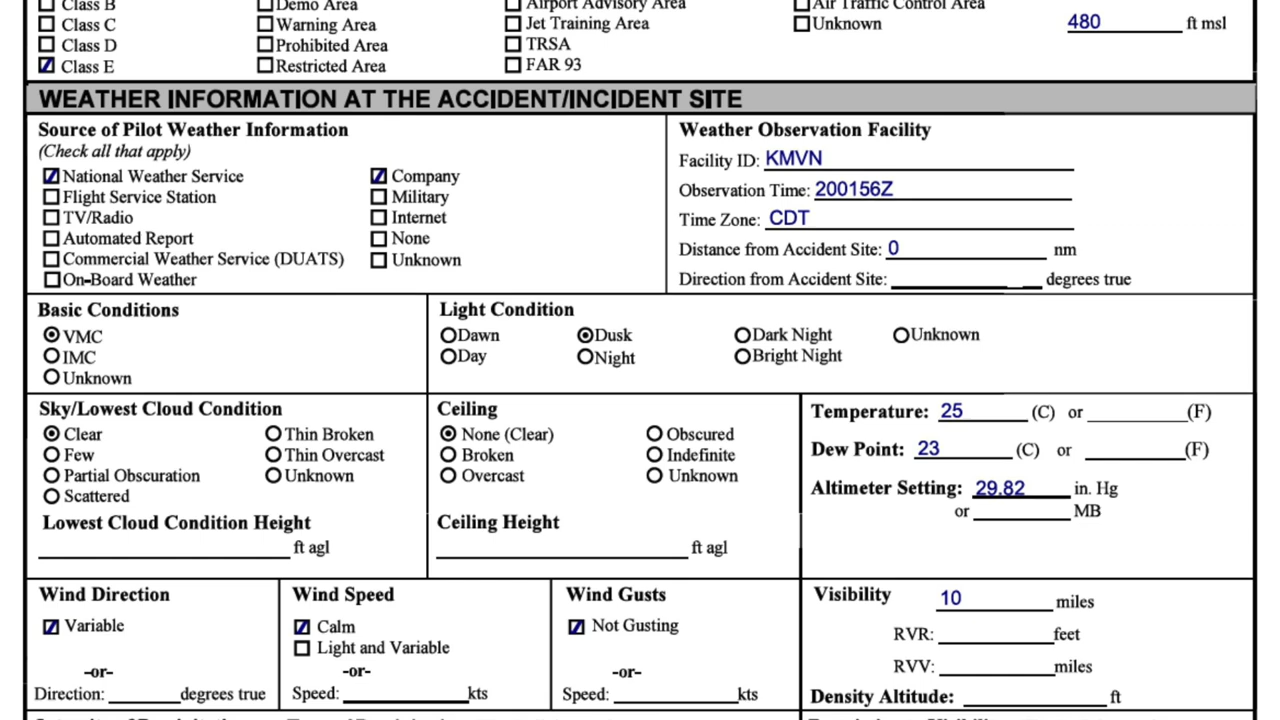 Class B Demo Area Airport Advisory Area Air Traffic Control Area
Class C Warning Area Jet Training Area Unknown 480 ft msl
Class D Prohibited Area TRSA
Class E Restricted Area FAR 93
WEATHER INFORMATION AT THE ACCIDENT/INCIDENT SITE
Source of Pilot Weather Information
(Check all that apply)
National Weather Service Company
Flight Service Station Military
TV/Radio Internet
Automated Report None
Commercial Weather Service (DUATS) Unknown
On-Board Weather
Weather Observation Facility
Facility ID: KMVN
Observation Time: 200156Z
Time Zone: CDT
Distance from Accident Site: 0 nm
Direction from Accident Site: degrees true
Basic Conditions
VMC
IMC
Unknown
Light Condition
Dawn Dusk Dark Night Unknown
Day Night Bright Night
Sky/Lowest Cloud Condition
Clear Thin Broken
Few Thin Overcast
Partial Obscuration Unknown
Scattered
Lowest Cloud Condition Height
ft agl
Ceiling
None (Clear) Obscured
Broken Indefinite
Overcast Unknown
Ceiling Height
ft agl
Temperature: 25 (C) or (F)
Dew Point: 23 (C) or (F)
Altimeter Setting: 29.82 in. Hg
or MB
Wind Direction
Variable
-or-
Direction: degrees true
Wind Speed
Calm
Light and Variable
-or-
Speed: kts
Wind Gusts
Not Gusting
-or-
Speed: kts
Visibility 10 miles
RVR: feet
RVV: miles
Density Altitude: ft